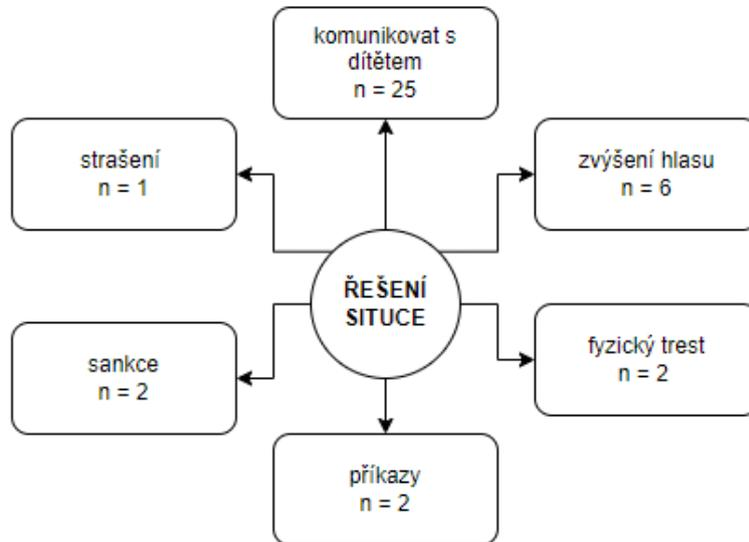 komunikovat s
dítětem
n = 25
strašení
n = 1
zvýšení hlasu
n = 6
ŘEŠENÍ
SITUCE
sankce
n = 2
fyzický trest
n = 2
příkazy
n = 2